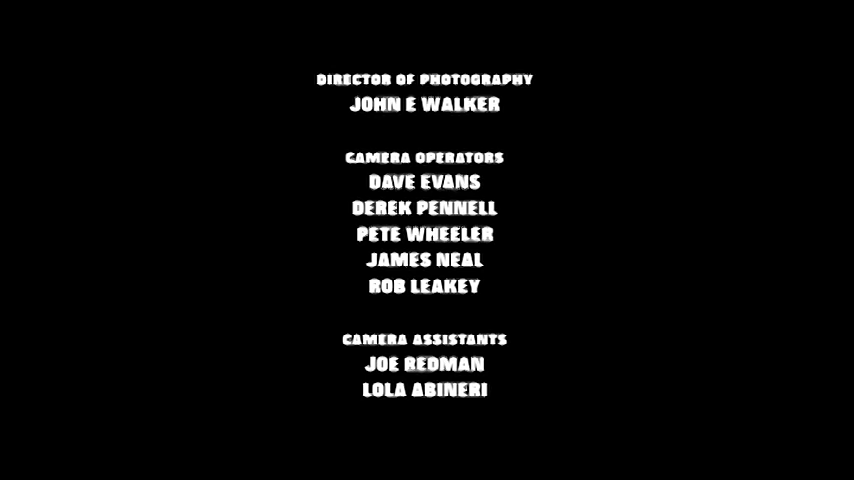 DIRECTOR OF PHOTOGRAPHY
JOHN E WALKER
CAMERA OPERATORS
DAVE EVANS
DEREK PENNELL
PETE WHEELER
JAMES NEAL
ROB LEAKEY
CAMERA ASSISTANTS
JOE REDMAN
LOLA ABINERI